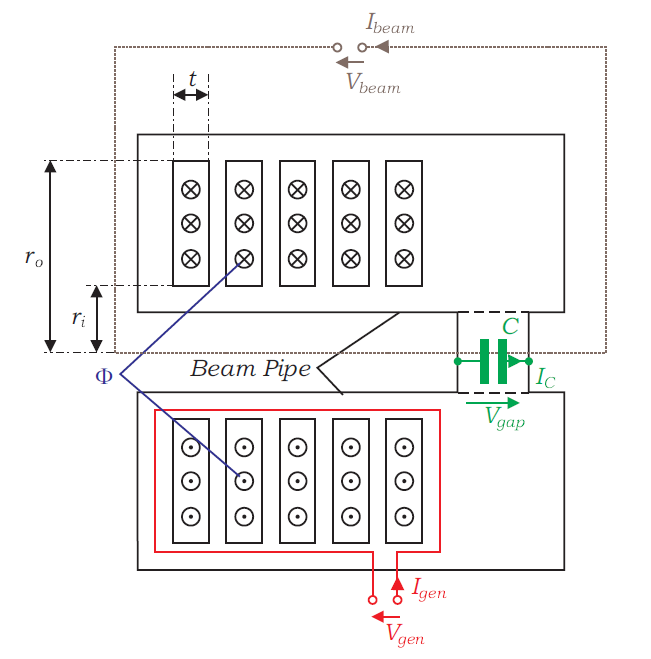 I_beam
V_beam
t
r_o
r_i
C
Beam Pipe
Φ
I_C
V_gap
I_gen
V_gen